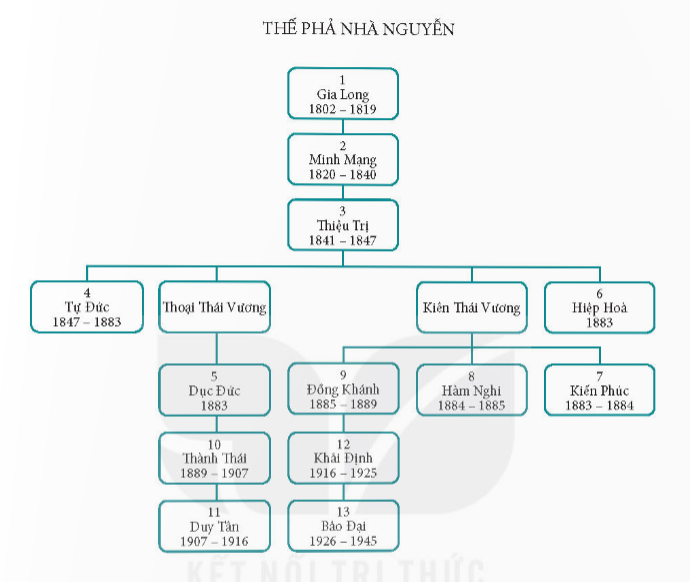 THẾ PHẢ NHÀ NGUYỄN
1
Gia Long
1802 – 1819
2
Minh Mạng
1820 – 1840
3
Thiệu Trị
1841 – 1847
4
Tự Đức
1847 – 1883
Thoại Thái Vương
Kiên Thái Vương
6
Hiệp Hoà
1883
5
Dục Đức
1883
9
Đồng Khánh
1885 – 1889
8
Hàm Nghi
1884 – 1885
7
Kiến Phúc
1883 – 1884
10
Thành Thái
1889 – 1907
12
Khải Định
1916 – 1925
11
Duy Tân
1907 – 1916
13
Bảo Đại
1926 – 1945
KẾT NỐI TRI THỨC